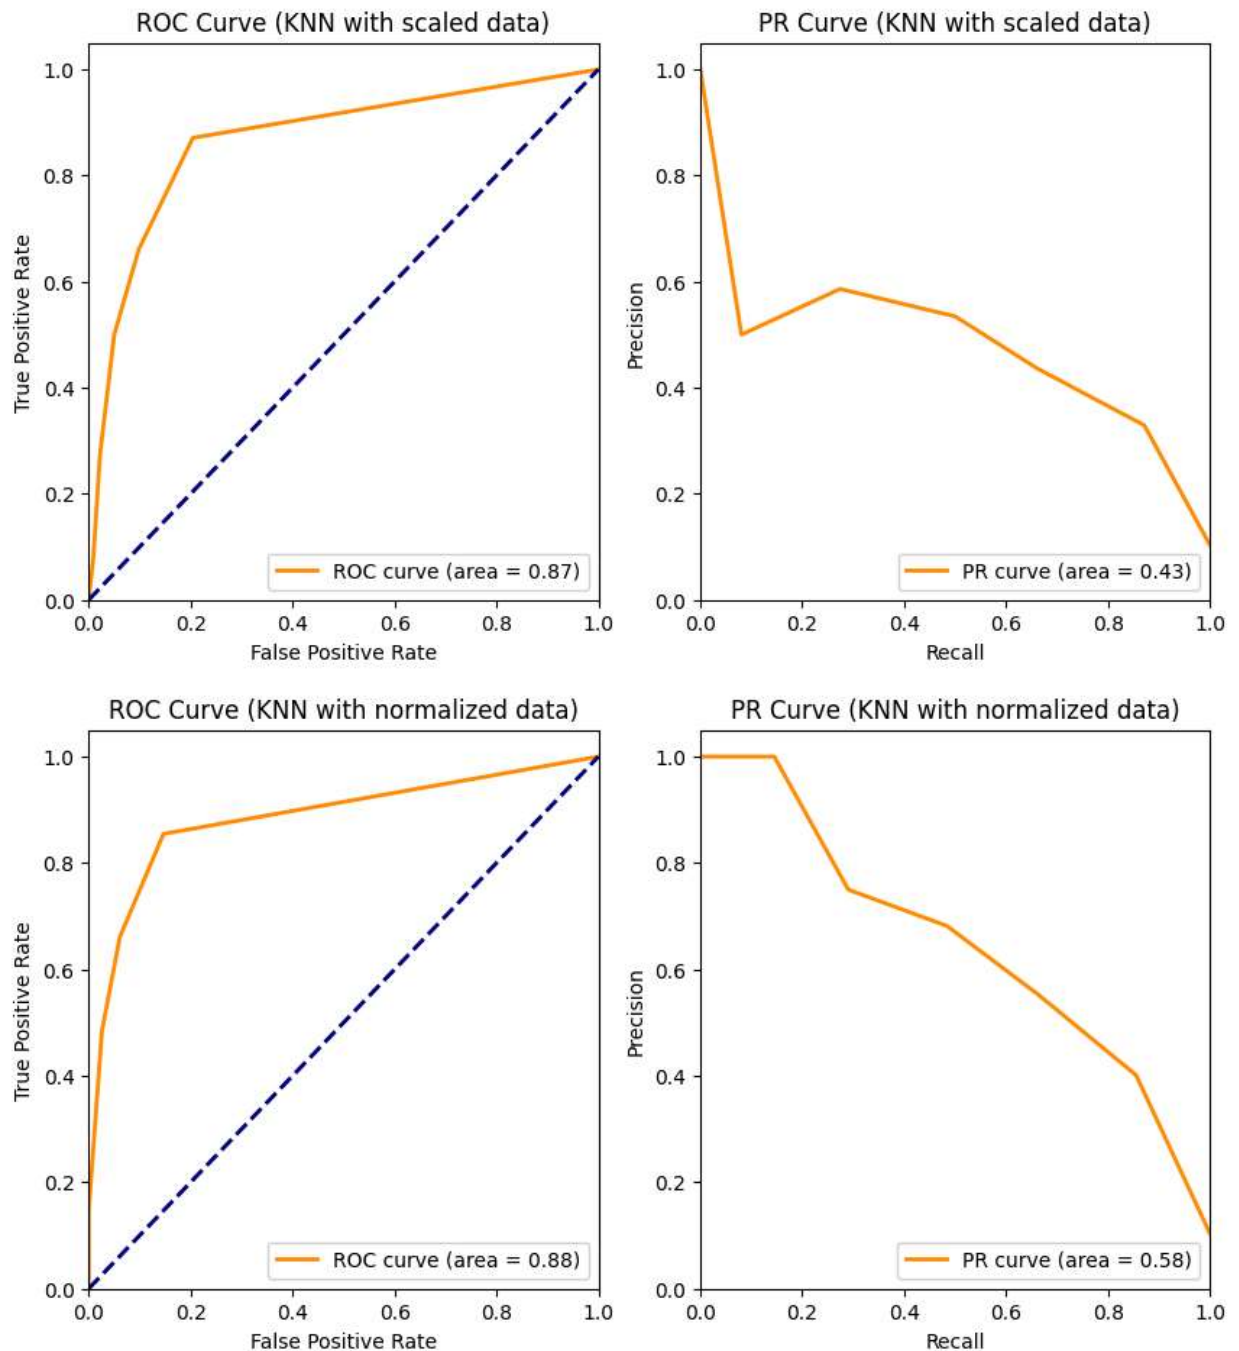 ROC Curve (KNN with scaled data)
1.0
0.8
0.6
0.4
0.2
0.0
True Positive Rate
ROC curve (area = 0.87)
0.0 0.2 0.4 0.6 0.8 1.0
False Positive Rate
PR Curve (KNN with scaled data)
1.0
0.8
0.6
0.4
0.2
0.0
Precision
PR curve (area = 0.43)
0.0 0.2 0.4 0.6 0.8 1.0
Recall
ROC Curve (KNN with normalized data)
1.0
0.8
0.6
0.4
0.2
0.0
True Positive Rate
ROC curve (area = 0.88)
0.0 0.2 0.4 0.6 0.8 1.0
False Positive Rate
PR Curve (KNN with normalized data)
1.0
0.8
0.6
0.4
0.2
0.0
Precision
PR curve (area = 0.58)
0.0 0.2 0.4 0.6 0.8 1.0
Recall